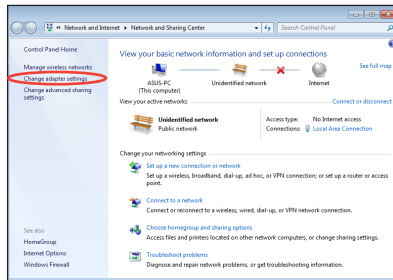 « Network and Internet ▸ Network and Sharing Center
Search Control Panel
Control Panel Home
Manage wireless networks
Change adapter settings
Change advanced sharing
settings
View your basic network information and set up connections
See full map
ASUS-PC
(This computer)
Unidentified network
Internet
View your active networks
Connect or disconnect
Unidentified network
Public network
Access type: No Internet access
Connections: Local Area Connection
Change your networking settings
Set up a new connection or network
Set up a wireless, broadband, dial-up, ad hoc, or VPN connection; or set up a router or access
point.
Connect to a network
Connect or reconnect to a wireless, wired, dial-up, or VPN network connection.
Choose homegroup and sharing options
Access files and printers located on other network computers, or change sharing settings.
Troubleshoot problems
Diagnose and repair network problems, or get troubleshooting information.
See also
HomeGroup
Internet Options
Windows Firewall